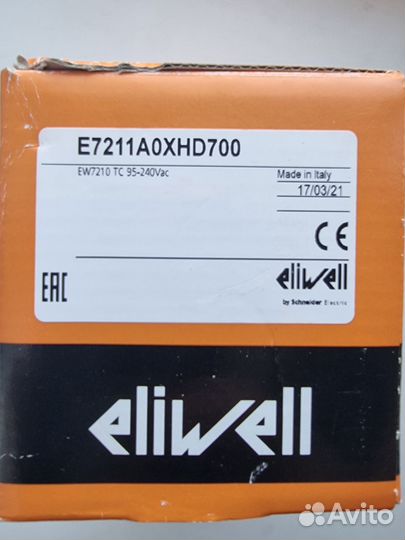 E7211A0XHD700
EW7210 TC 95-240Vac
Made in Italy
17/03/21
CE
EAC
eliwell
by Schneider Electric
eliwell
Avito